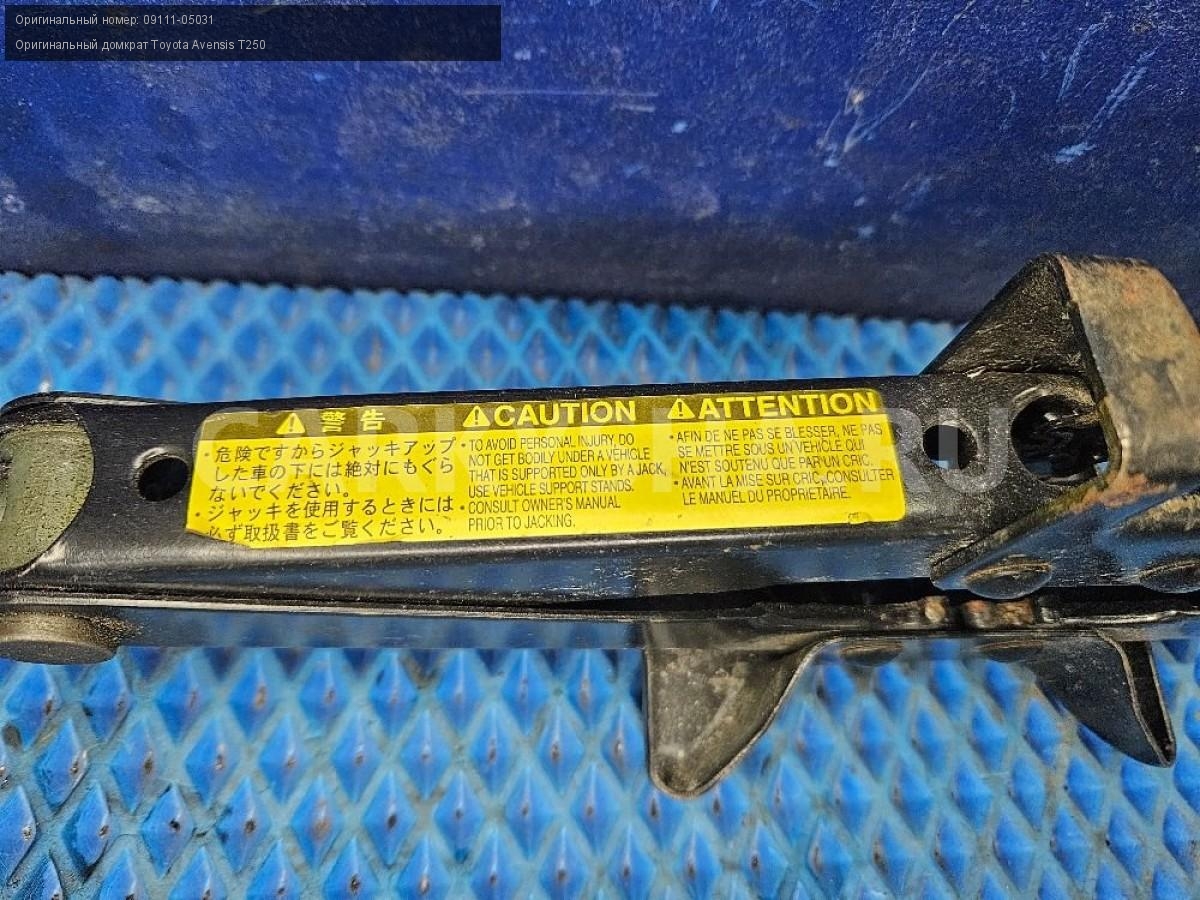 Оригинальный номер: 09111-05031
Оригинальный домкрат Toyota Avensis T250
⚠警告
・危険ですからジャッキアップ
した車の下には絶対にもぐら
ないでください。
・ジャッキを使用するときには
必ず取扱書をご覧ください。
⚠CAUTION
・TO AVOID PERSONAL INJURY, DO
NOT GET BODILY UNDER A VEHICLE
THAT IS SUPPORTED ONLY BY A JACK,
USE VEHICLE SUPPORT STANDS.
・CONSULT OWNER'S MANUAL
PRIOR TO JACKING.
⚠ATTENTION
・AFIN DE NE PAS SE BLESSER, NE PAS
SE METTRE SOUS UN VEHICLE QUI
N'EST SOUTENU QUE PAR UN CRIC.
・AVANT LA MISE SUR CRIC, CONSULTER
LE MANUEL DU PROPRIETAIRE.